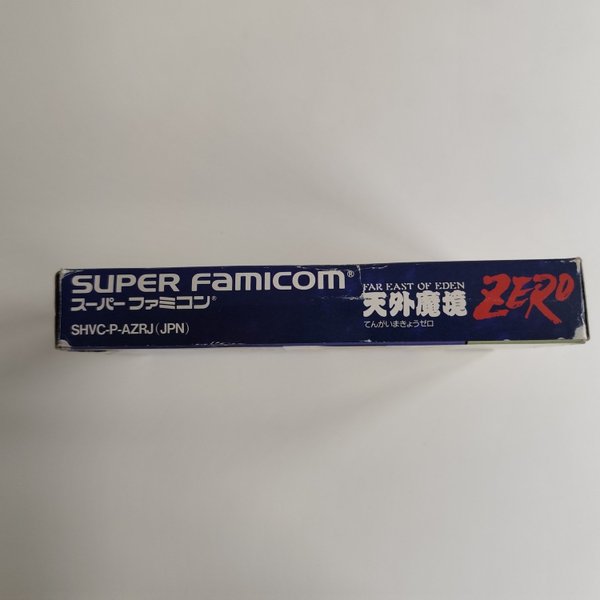 SUPER FAMICOM®
スーパーファミコン®
SHVC-P-AZRJ(JPN)
FAR EAST OF EDEN
天外魔境 ZERO
てんがいまきょうゼロ